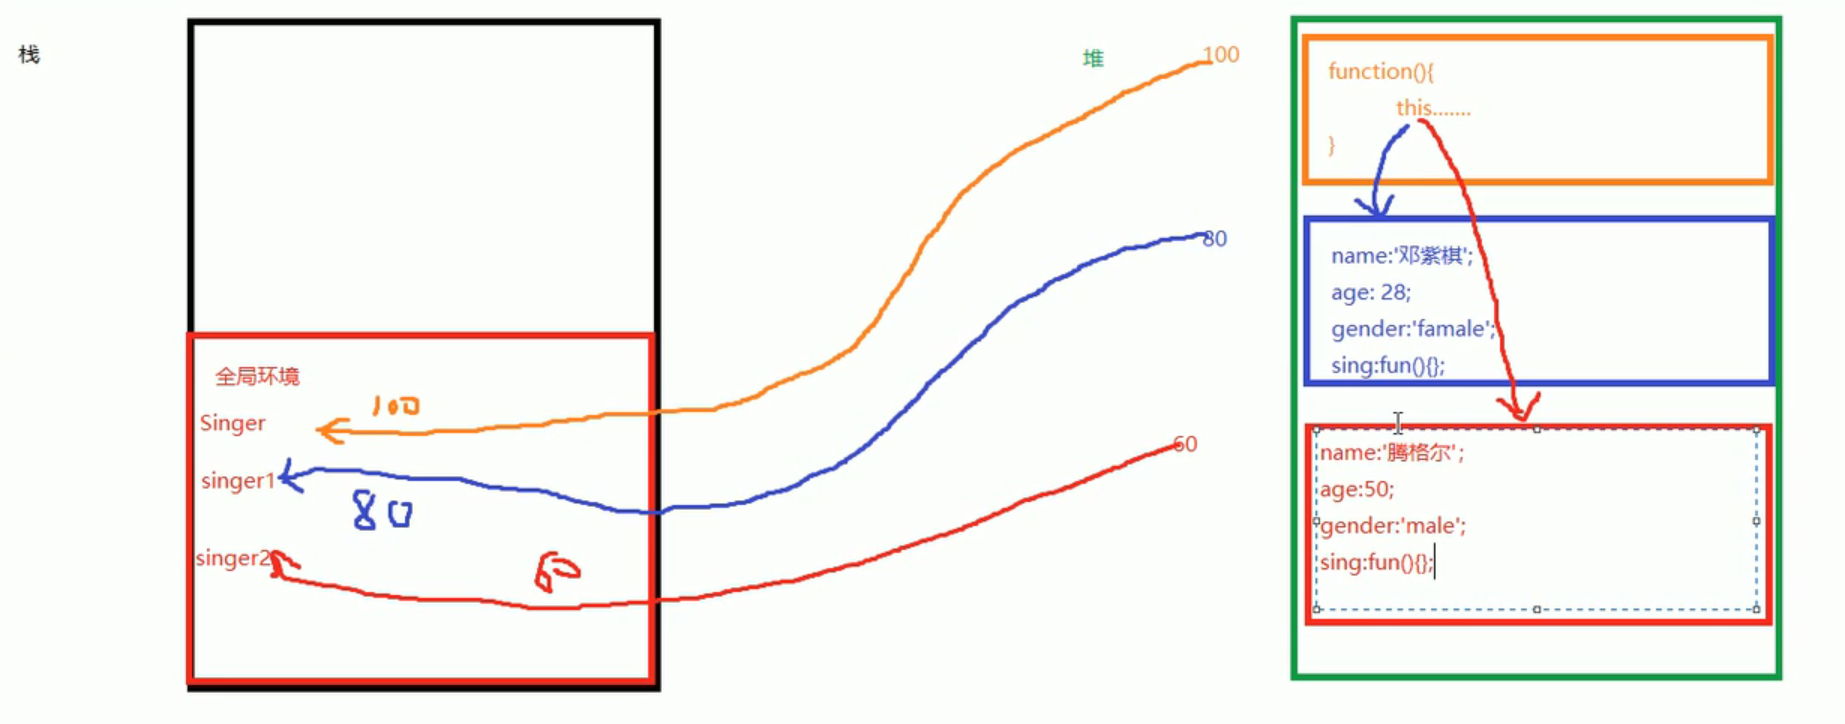 栈
全局环境
Singer
100
singer1
80
singer2
60
堆
100
80
60
function(){
this.......
}
name:'邓紫棋';
age: 28;
gender:'famale';
sing:fun(){};
name:'腾格尔';
age:50;
gender:'male';
sing:fun(){};